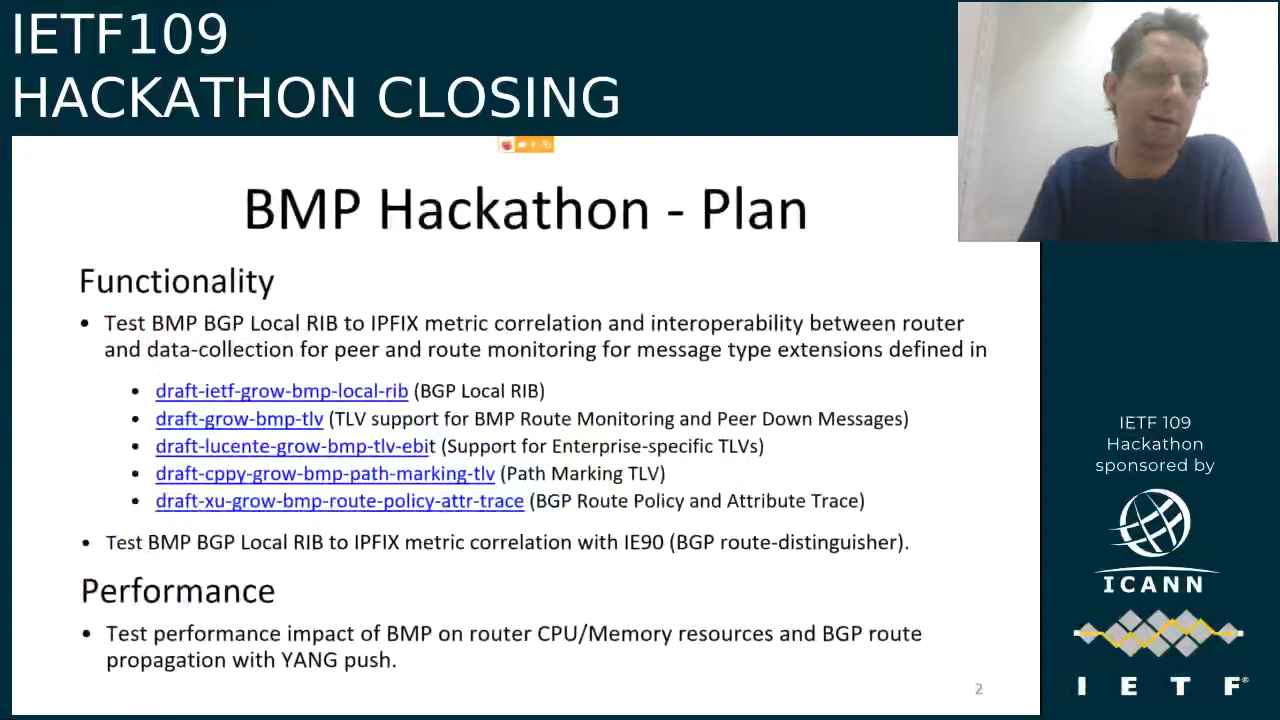 IETF109
HACKATHON CLOSING
BMP Hackathon - Plan
Functionality
• Test BMP BGP Local RIB to IPFIX metric correlation and interoperability between router
and data-collection for peer and route monitoring for message type extensions defined in
• draft-ietf-grow-bmp-local-rib (BGP Local RIB)
• draft-grow-bmp-tlv (TLV support for BMP Route Monitoring and Peer Down Messages)
• draft-lucente-grow-bmp-tlv-ebit (Support for Enterprise-specific TLVs)
• draft-cppy-grow-bmp-path-marking-tlv (Path Marking TLV)
• draft-xu-grow-bmp-route-policy-attr-trace (BGP Route Policy and Attribute Trace)
• Test BMP BGP Local RIB to IPFIX metric correlation with IE90 (BGP route-distinguisher).
Performance
• Test performance impact of BMP on router CPU/Memory resources and BGP route
propagation with YANG push.
2
IETF 109
Hackathon
sponsored by
ICANN
I E T F®